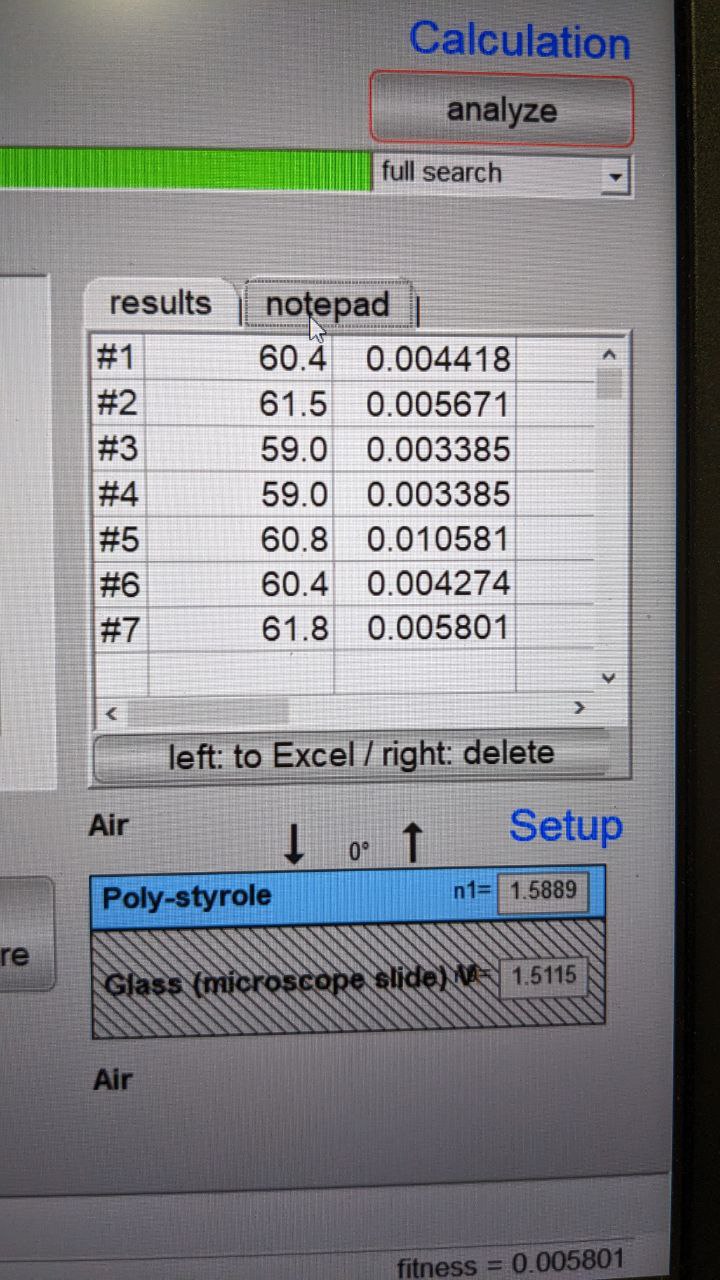 Calculation
analyze
full search
results notepad
#1 60.4 0.004418
#2 61.5 0.005671
#3 59.0 0.003385
#4 59.0 0.003385
#5 60.8 0.010581
#6 60.4 0.004274
#7 61.8 0.005801
left: to Excel / right: delete
Air 0° Setup
Poly-styrole n1= 1.5889
re
Glass (microscope slide) 1.5115
Air
fitness = 0.005801